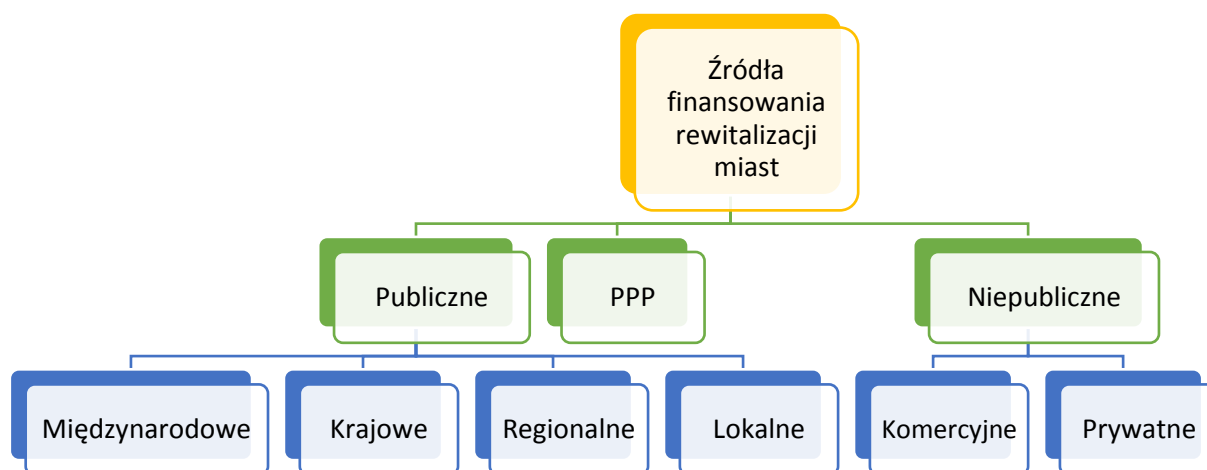 Źródła
finansowania
rewitalizacji
miast
Publiczne
PPP
Niepubliczne
Międzynarodowe
Krajowe
Regionalne
Lokalne
Komercyjne
Prywatne